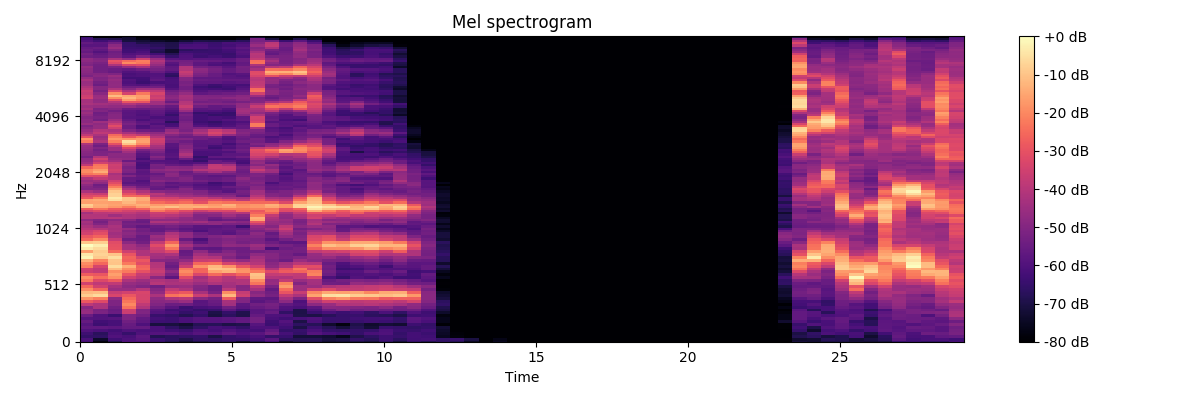 Mel spectrogram
Hz
8192
4096
2048
1024
512
0
0 5 10 15 20 25
Time
+0 dB
-10 dB
-20 dB
-30 dB
-40 dB
-50 dB
-60 dB
-70 dB
-80 dB